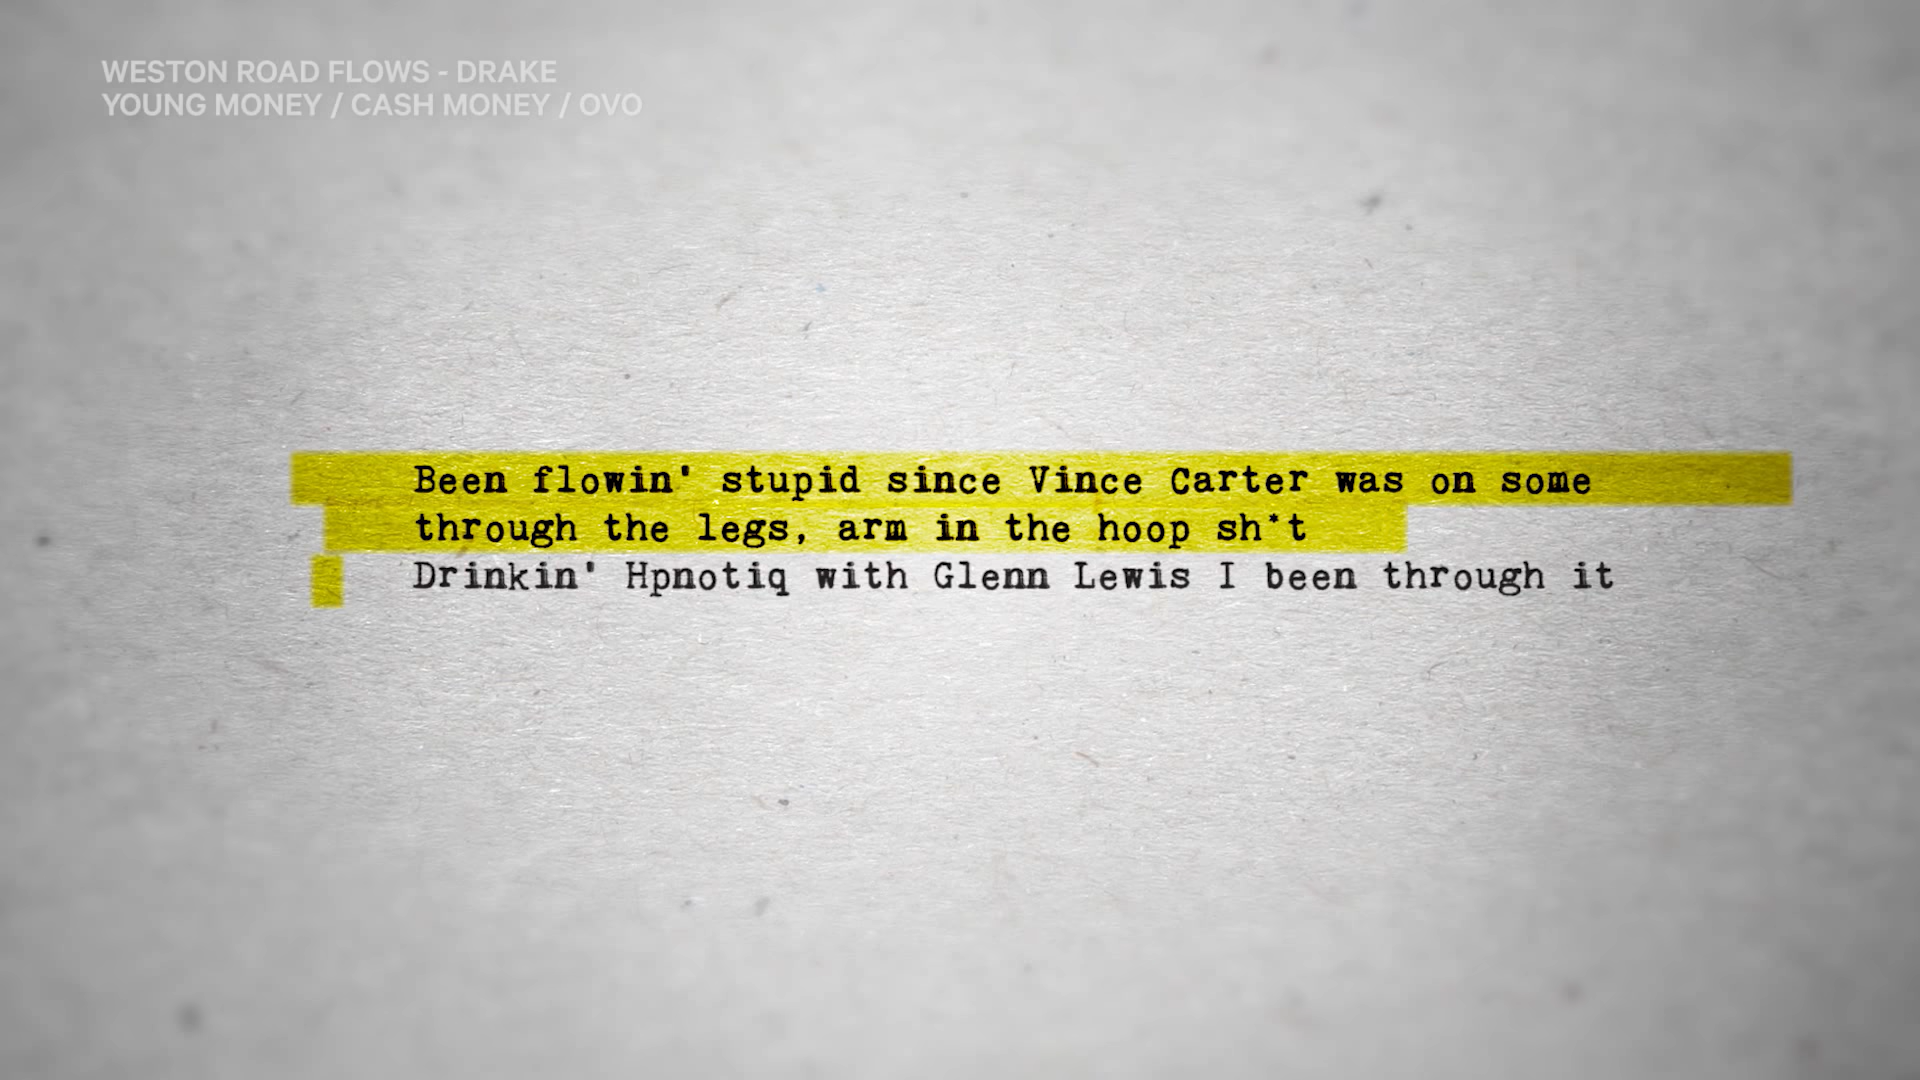 WESTON ROAD FLOWS - DRAKE
YOUNG MONEY / CASH MONEY / OVO
Been flowin' stupid since Vince Carter was on some
through the legs, arm in the hoop sh*t
Drinkin' Hpnotiq with Glenn Lewis I been through it